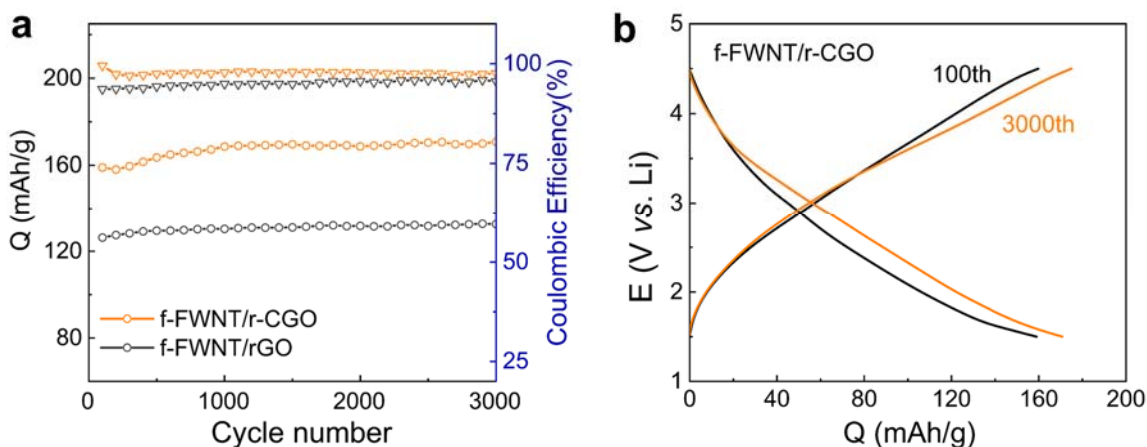 a
200
160
120
80
Q (mAh/g)
0
1000
2000
3000
Cycle number
100
75
50
25
Coulombic Efficiency(%)
f-FWNT/r-CGO
f-FWNT/rGO
b
5
4
3
2
1
E (V vs. Li)
f-FWNT/r-CGO
100th
3000th
0
40
80
120
160
200
Q (mAh/g)